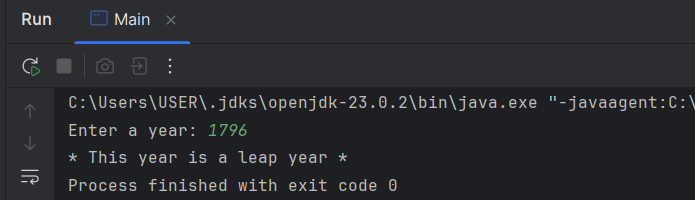 Run Main
C:\Users\USER\.jdks\openjdk-23.0.2\bin\java.exe "-javaagent:C:\
Enter a year: 1796
* This year is a leap year *
Process finished with exit code 0